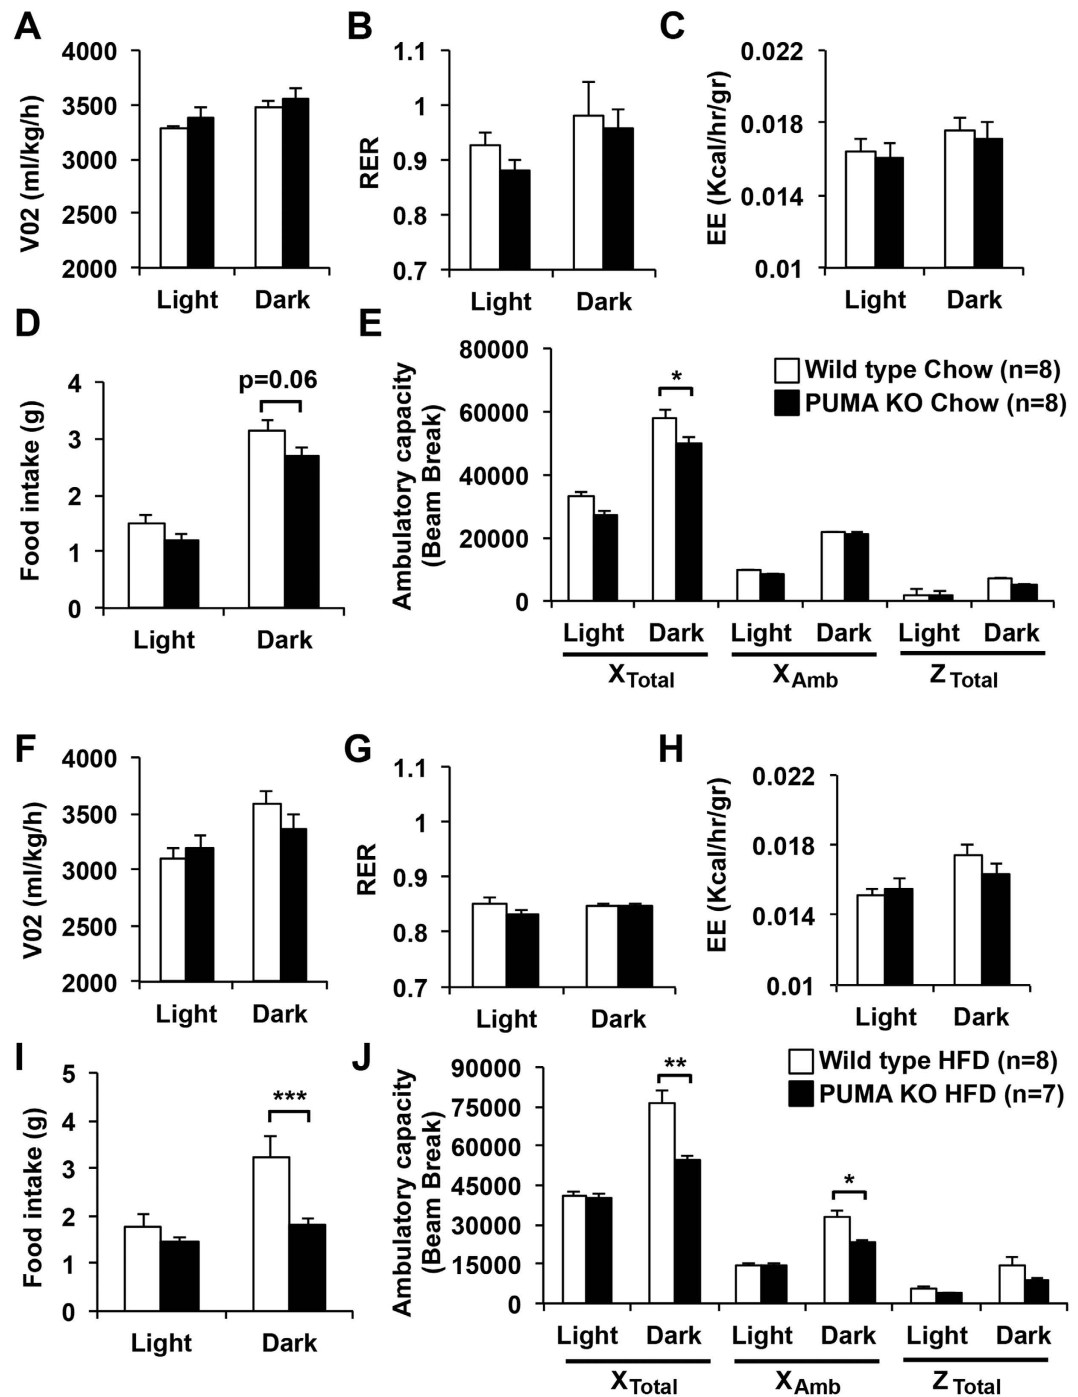 A
V02 (ml/kg/h)
4000
3500
3000
2500
2000
Light Dark
B
RER
1.1
1
0.9
0.8
0.7
Light Dark
C
EE (Kcal/hr/gr)
0.022
0.018
0.014
0.01
Light Dark
D
Food intake (g)
4
3
2
1
0
p=0.06
Light Dark
E
Ambulatory capacity
(Beam Break)
80000
60000
40000
20000
0
*
Wild type Chow (n=8)
PUMA KO Chow (n=8)
Light Dark Light Dark Light Dark
XTotal XAmb Z Total
F
V02 (ml/kg/h)
4000
3500
3000
2500
2000
Light Dark
G
RER
1.1
1
0.9
0.8
0.7
Light Dark
H
EE (Kcal/hr/gr)
0.022
0.018
0.014
0.01
Light Dark
I
Food intake (g)
5
4
3
2
1
0
***
Light Dark
J
Ambulatory capacity
(Beam Break)
90000
75000
60000
45000
30000
15000
0
**
*
Wild type HFD (n=8)
PUMA KO HFD (n=7)
Light Dark Light Dark Light Dark
XTotal XAmb Z Total